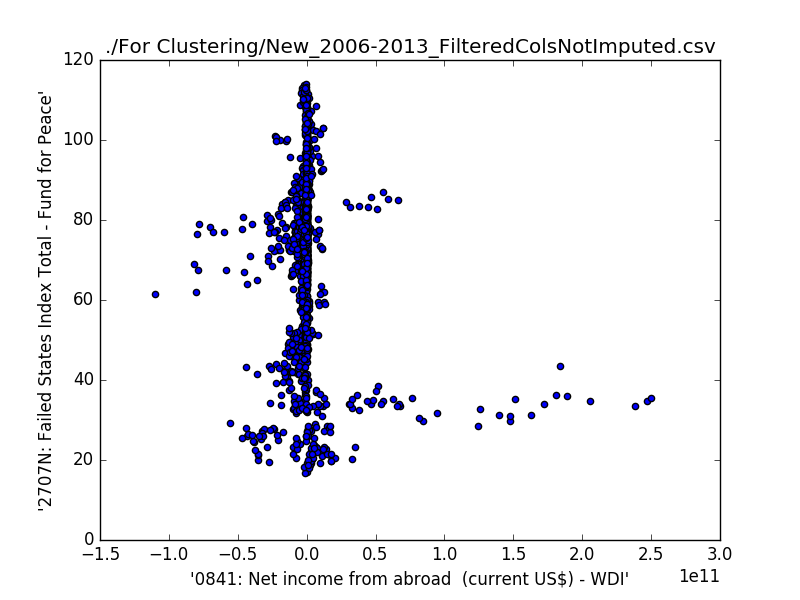 ./For Clustering/New_2006-2013_FilteredColsNotImputed.csv
120
100
80
60
40
20
0
'2707N: Failed States Index Total - Fund for Peace'
−1.5 −1.0 −0.5 0.0 0.5 1.0 1.5 2.0 2.5 3.0
1e11
'0841: Net income from abroad  (current US$) - WDI'